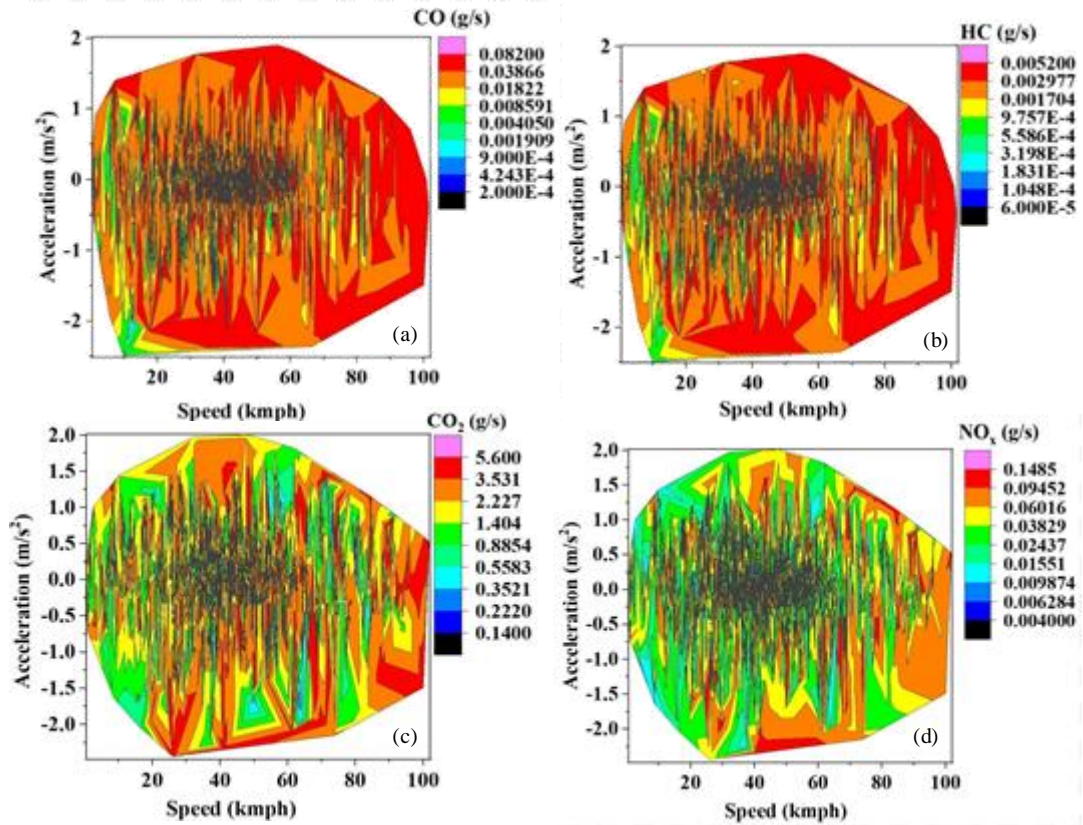 CO (g/s)
0.08200
0.03866
0.01822
0.008591
0.004050
0.001909
9.000E-4
4.243E-4
2.000E-4
2
1
0
-1
-2
Acceleration (m/s²)
20 40 60 80 100
Speed (kmph)
(a)
HC (g/s)
0.005200
0.002977
0.001704
9.757E-4
5.586E-4
3.198E-4
1.831E-4
1.048E-4
6.000E-5
2
1
0
-1
-2
Acceleration (m/s²)
20 40 60 80 100
Speed (kmph)
(b)
CO₂ (g/s)
5.600
3.531
2.227
1.404
0.8854
0.5583
0.3521
0.2220
0.1400
2.0
1.5
1.0
0.5
0.0
-0.5
-1.0
-1.5
-2.0
Acceleration (m/s²)
20 40 60 80 100
Speed (kmph)
(c)
NOₓ (g/s)
0.1485
0.09452
0.06016
0.03829
0.02437
0.01551
0.009874
0.006284
0.004000
2.0
1.5
1.0
0.5
0.0
-0.5
-1.0
-1.5
-2.0
Acceleration (m/s²)
20 40 60 80 100
Speed (kmph)
(d)